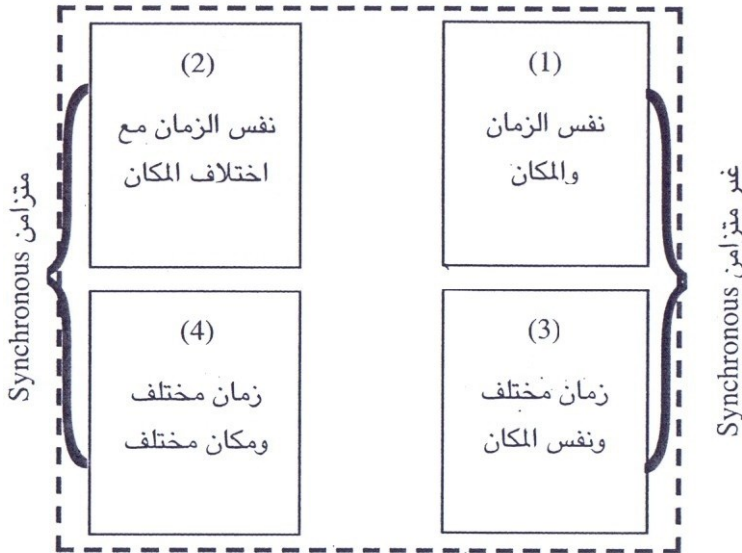 (1)
نفس الزمان
والمكان
(2)
نفس الزمان مع
اختلاف المكان
(3)
زمان مختلف
ونفس المكان
(4)
زمان مختلف
ومكان مختلف
غير متزامن Synchronous
متزامن Synchronous